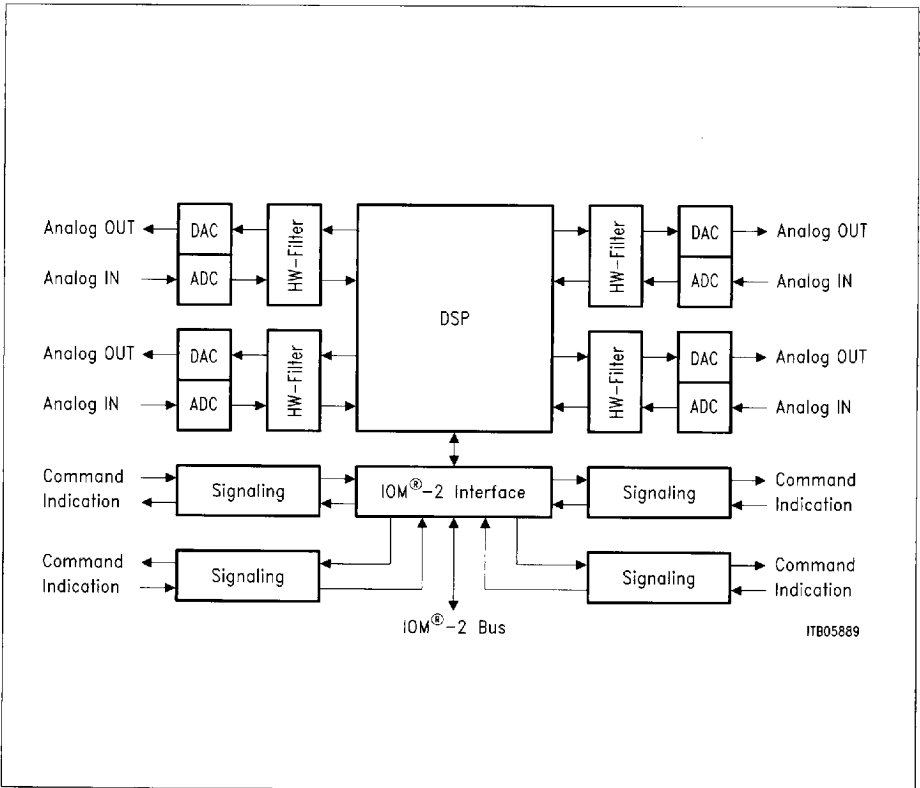 Analog OUT DAC HW-Filter DSP HW-Filter DAC Analog OUT
Analog IN ADC ADC Analog IN
Analog OUT DAC HW-Filter HW-Filter DAC Analog OUT
Analog IN ADC ADC Analog IN
Command Signaling IOM®-2 Interface Signaling Command
Indication Indication
Command Signaling Signaling Command
Indication Indication
IOM®-2 Bus
ITB05889